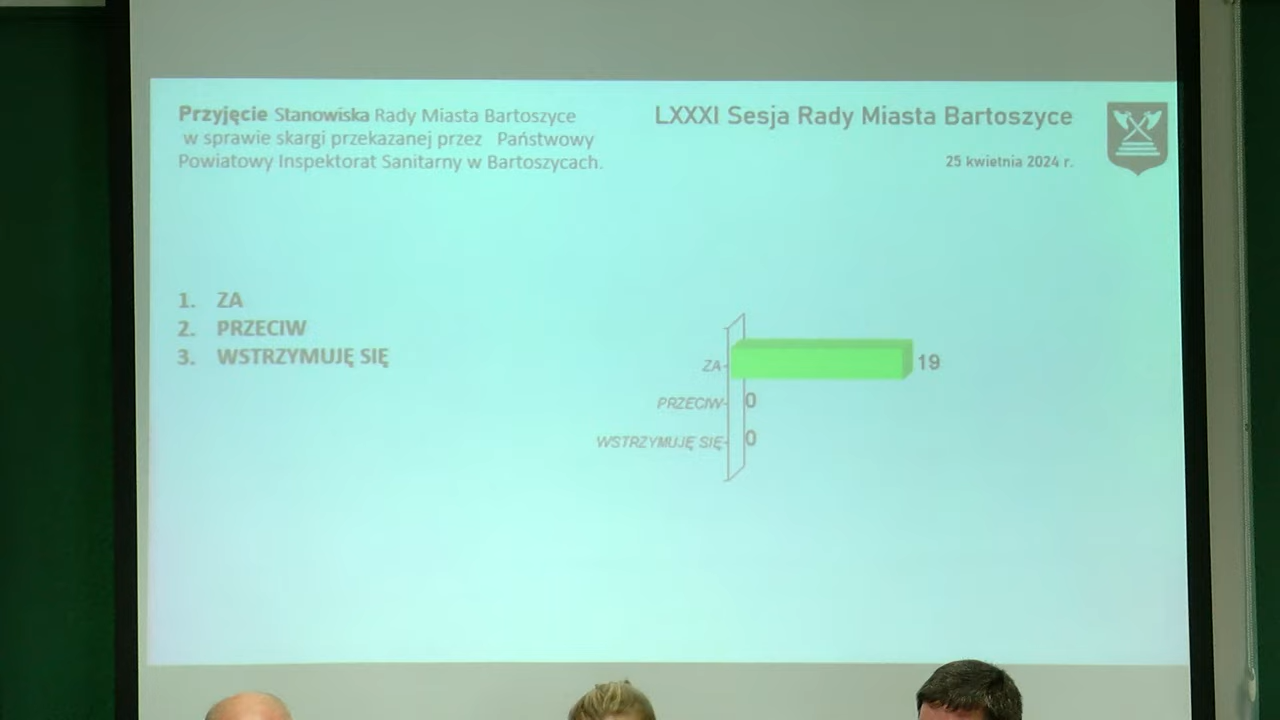 Przyjęcie Stanowiska Rady Miasta Bartoszyce
w sprawie skargi przekazanej przez Państwowy
Powiatowy Inspektorat Sanitarny w Bartoszycach.
LXXXI Sesja Rady Miasta Bartoszyce
25 kwietnia 2024 r.
1. ZA
2. PRZECIW
3. WSTRZYMUJĘ SIĘ
ZA 19
PRZECIW 0
WSTRZYMUJĘ SIĘ 0